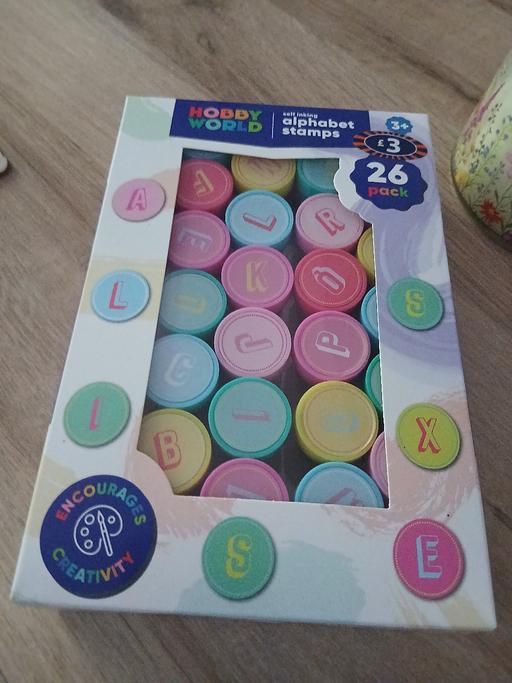 HOBBY
WORLD
self inking
alphabet
stamps
3+
£3
26
pack
A
L
R
E
K
O
L
S
P
C
I
I
B
X
ENCOURAGES
CREATIVITY
S
E